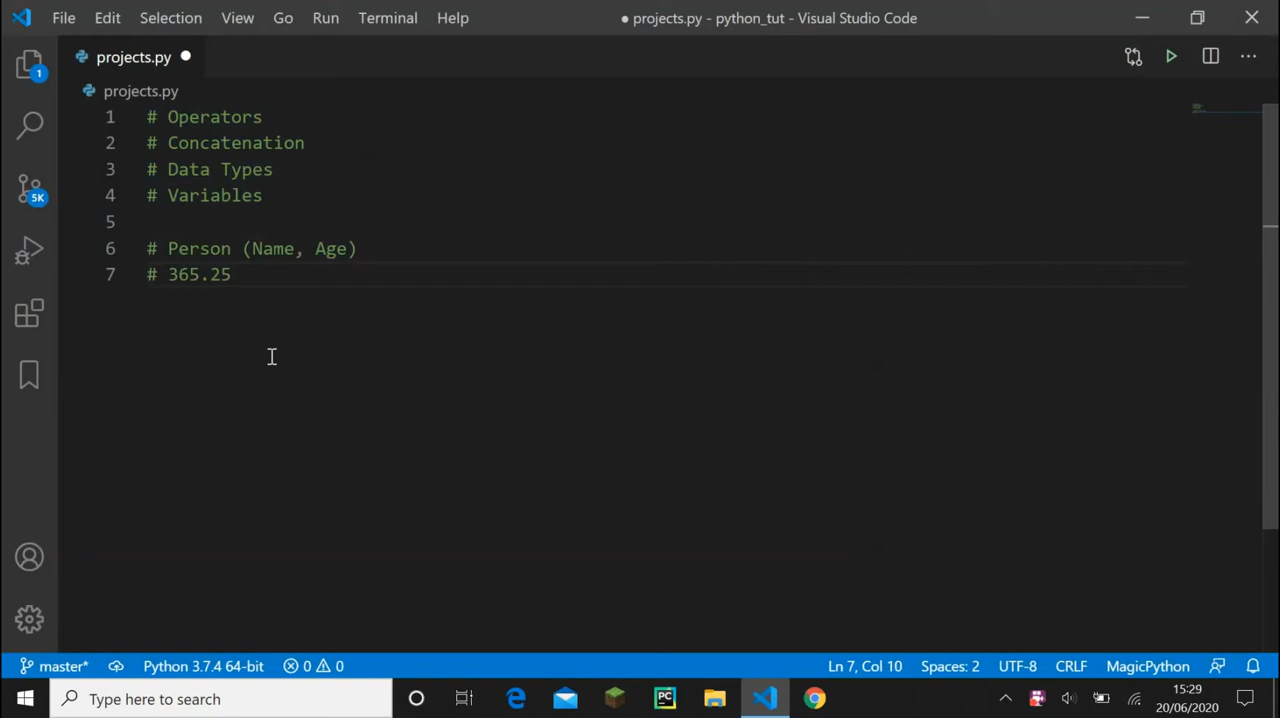 File Edit Selection View Go Run Terminal Help ● projects.py - python_tut - Visual Studio Code
projects.py ●
projects.py
1 # Operators
2 # Concatenation
3 # Data Types
4 # Variables
5
6 # Person (Name, Age)
7 # 365.25
1
5K
master* Python 3.7.4 64-bit 0 0 Ln 7, Col 10 Spaces: 2 UTF-8 CRLF MagicPython
Type here to search
PC
15:29
20/06/2020